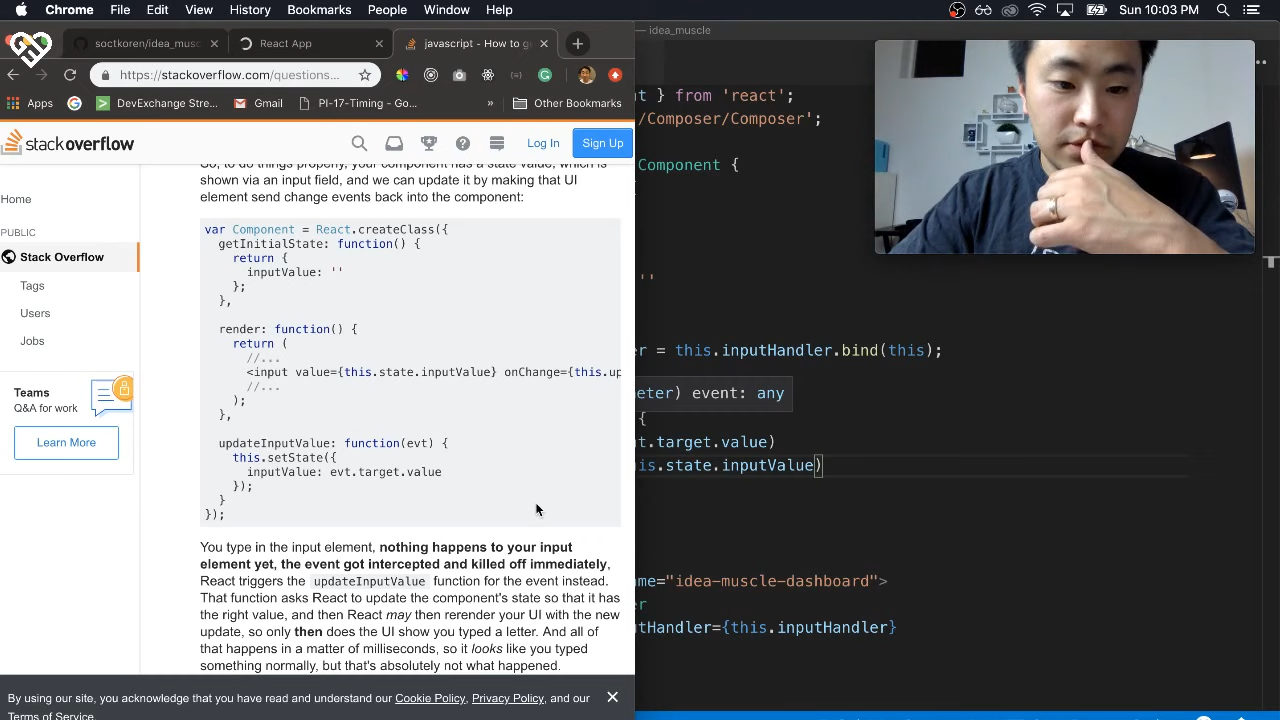 Chrome File Edit View History Bookmarks People Window Help Sun 10:03 PM
— idea_muscle
soctkoren/idea_musc × React App × javascript - How to g × +
https://stackoverflow.com/questions...
Apps DevExchange Stre... Gmail PI-17-Timing - Go... » Other Bookmarks
stackoverflow Log In Sign Up
So, to do things properly, your component has a state value, which is
shown via an input field, and we can update it by making that UI
element send change events back into the component:
Home
PUBLIC
Stack Overflow
Tags
Users
Jobs
Teams
Q&A for work
Learn More
var Component = React.createClass({
getInitialState: function() {
return {
inputValue: ''
};
},
render: function() {
return (
//...
<input value={this.state.inputValue} onChange={this.up
//...
);
},
updateInputValue: function(evt) {
this.setState({
inputValue: evt.target.value
});
}
});
You type in the input element, nothing happens to your input
element yet, the event got intercepted and killed off immediately,
React triggers the updateInputValue function for the event instead.
That function asks React to update the component's state so that it has
the right value, and then React may then rerender your UI with the new
update, so only then does the UI show you typed a letter. And all of
that happens in a matter of milliseconds, so it looks like you typed
something normally, but that's absolutely not what happened.
By using our site, you acknowledge that you have read and understand our Cookie Policy, Privacy Policy, and our
Terms of Service.
t } from 'react';
/Composer/Composer';
Component {
''
er = this.inputHandler.bind(this);
eter) event: any
{
t.target.value)
is.state.inputValue)
me="idea-muscle-dashboard">
r
tHandler={this.inputHandler}